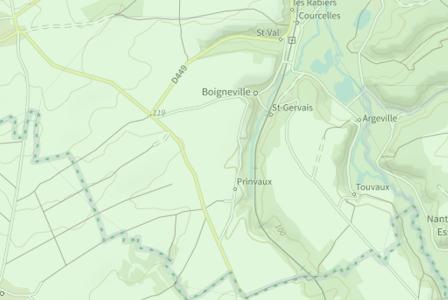 les Rabiers
Courcelles
St Val
D449
Boigneville
St Gervais
119
Argeville
Prinvaux
Touvaux
Nant
Es
100